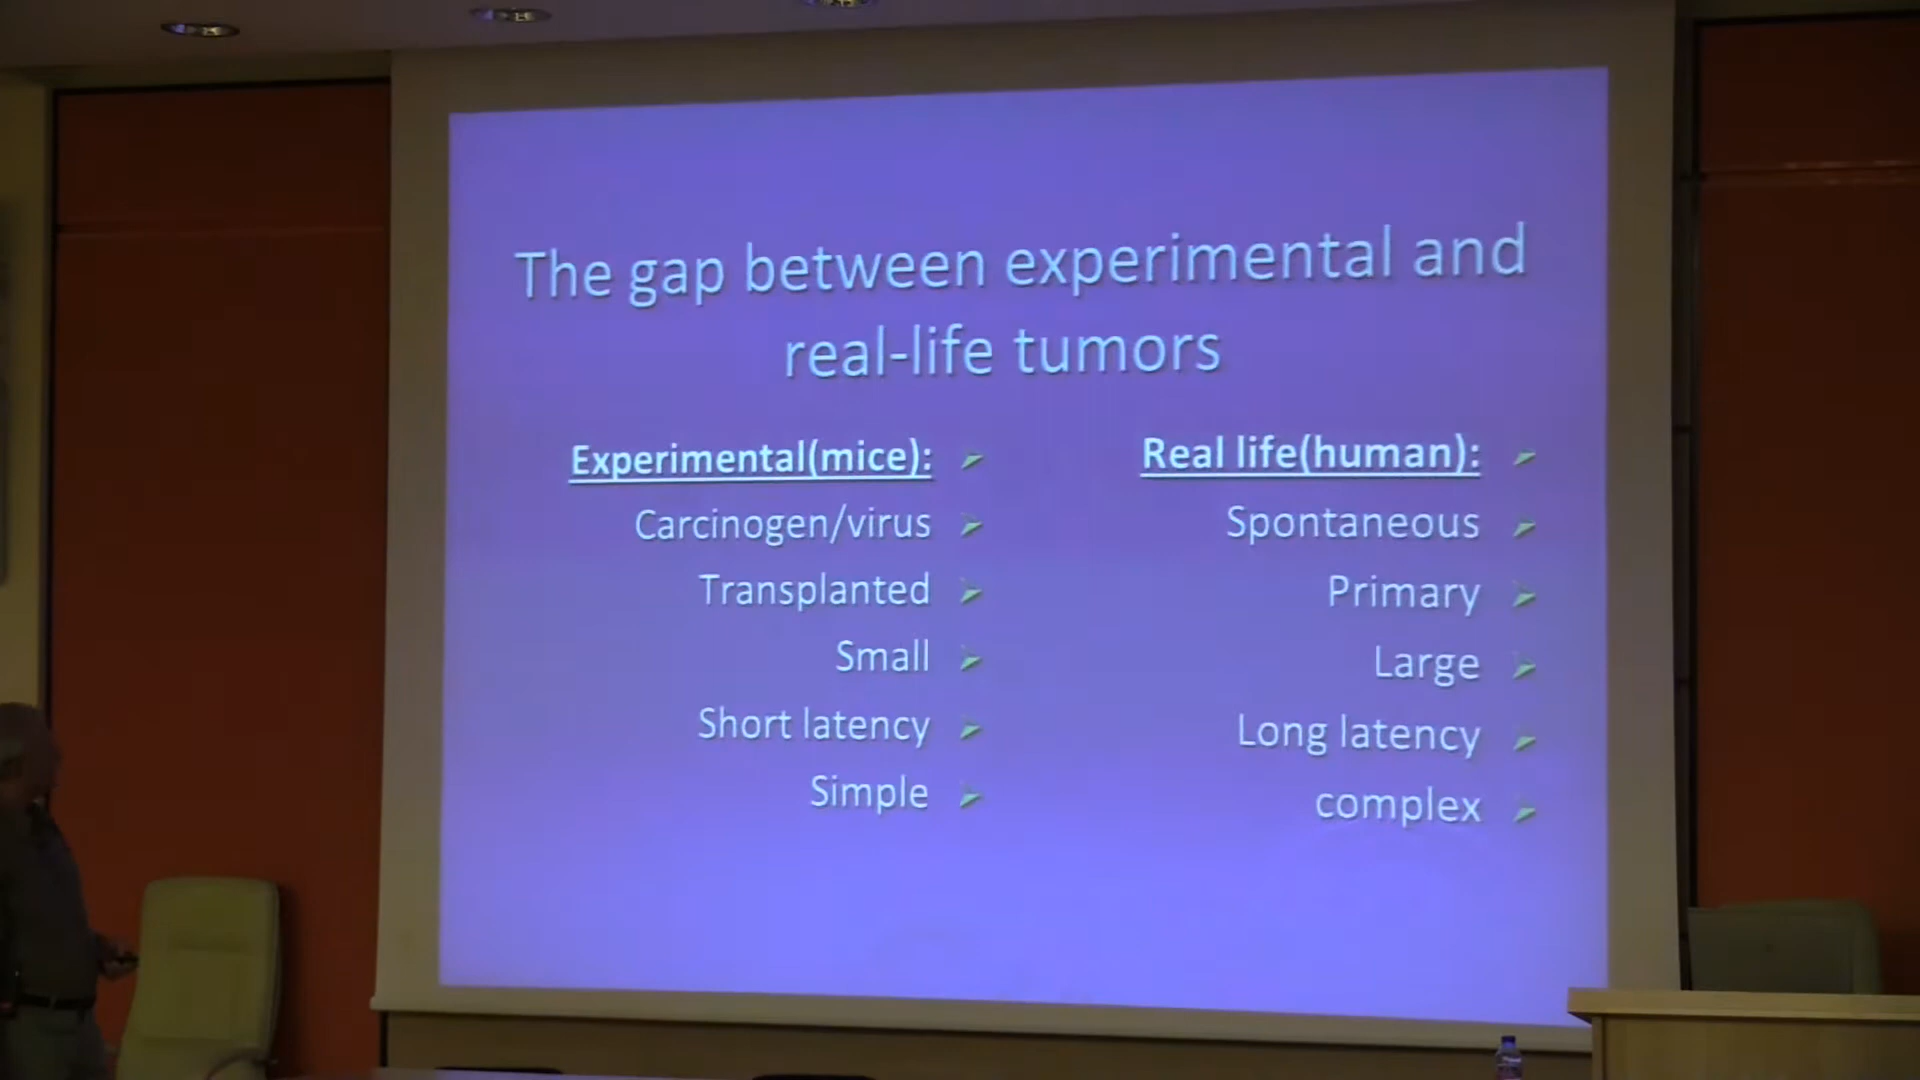 The gap between experimental and
real-life tumors
Experimental(mice):
Carcinogen/virus
Transplanted
Small
Short latency
Simple
Real life(human):
Spontaneous
Primary
Large
Long latency
complex